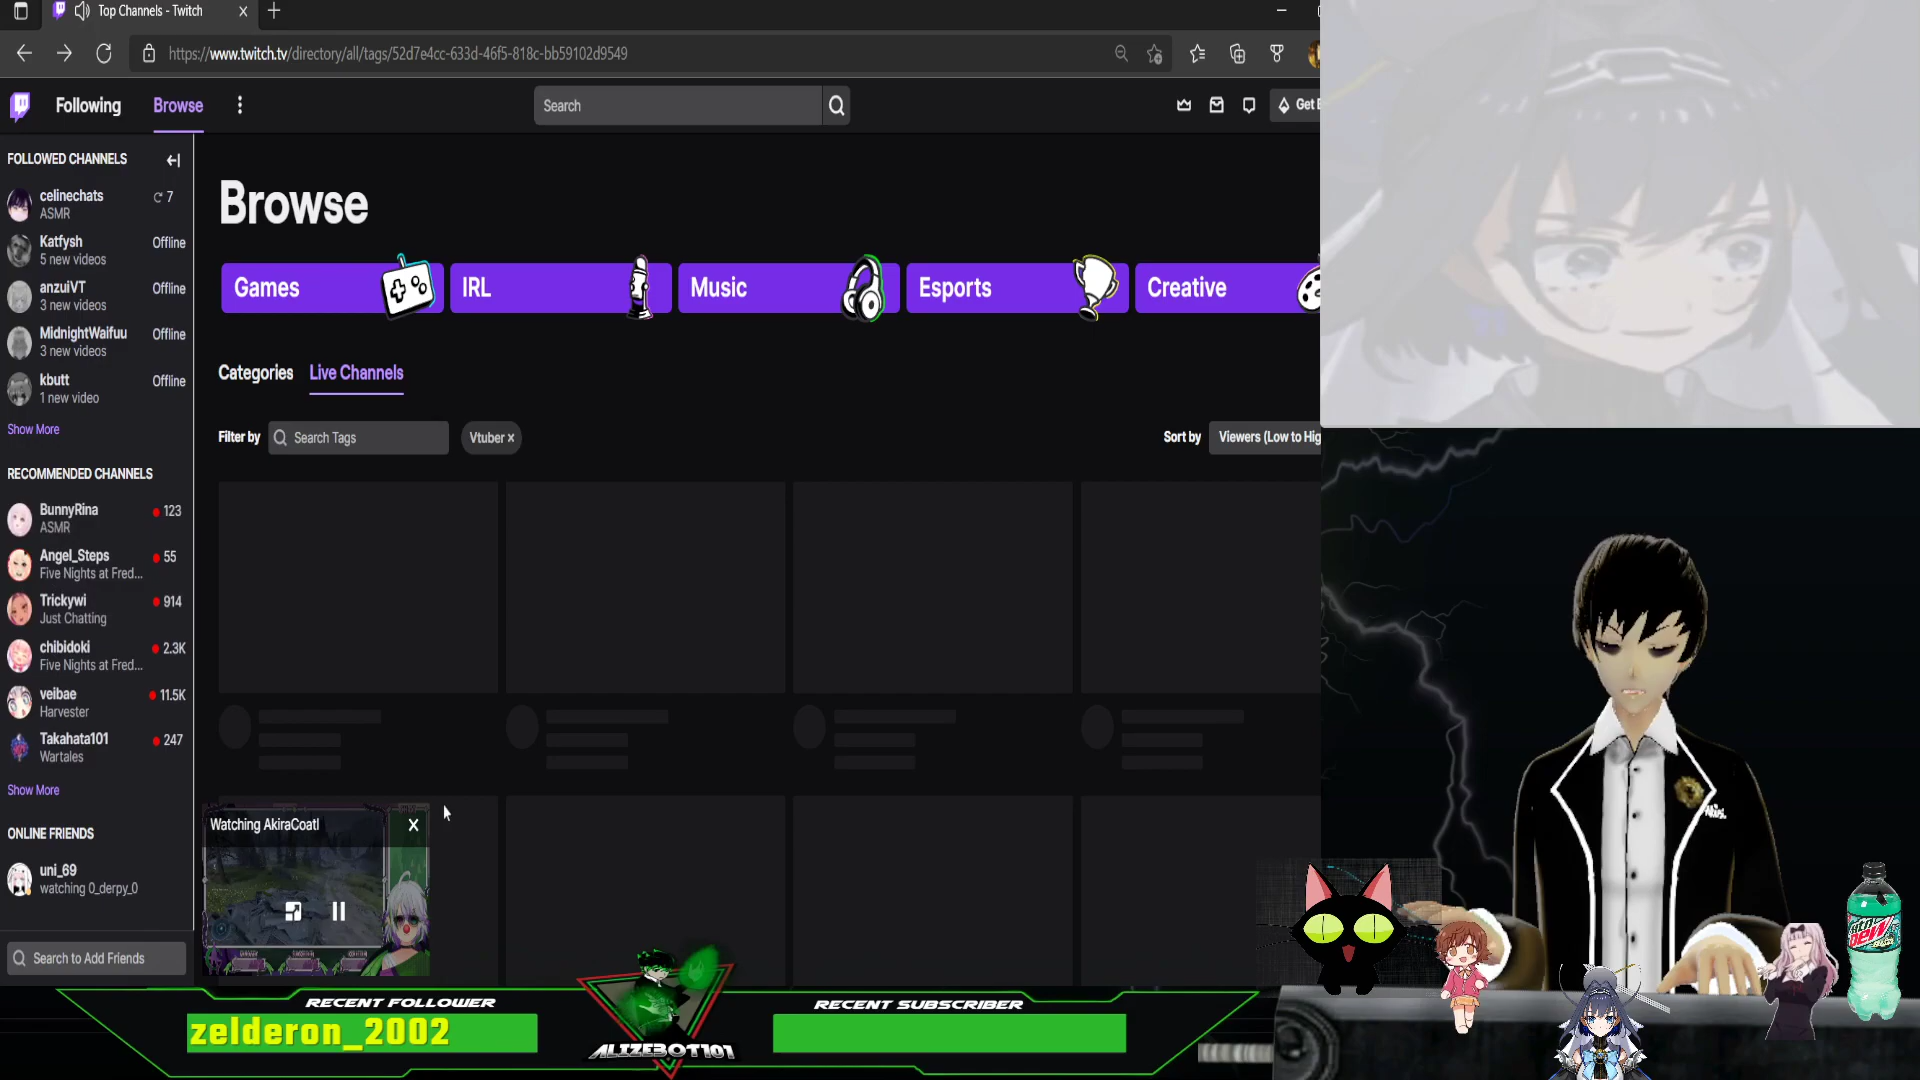 Top Channels - Twitch
https://www.twitch.tv/directory/all/tags/52d7e4cc-633d-46f5-818c-bb59102d9549
Following
Browse
Search
Get
FOLLOWED CHANNELS
celinechats
7
ASMR
Katfysh
Offline
5 new videos
anzuiVT
Offline
3 new videos
MidnightWaifuu
Offline
3 new videos
kbutt
Offline
1 new video
Show More
RECOMMENDED CHANNELS
BunnyRina
123
ASMR
Angel_Steps
55
Five Nights at Fred...
Trickywi
914
Just Chatting
chibidoki
2.3K
Five Nights at Fred...
veibae
11.5K
Harvester
Takahata101
247
Wartales
Show More
ONLINE FRIENDS
uni_69
watching 0_derpy_0
Search to Add Friends
Browse
Games
IRL
Music
Esports
Creative
Categories
Live Channels
Filter by
Search Tags
Vtuber ×
Sort by
Viewers (Low to Hig
Watching AkiraCoatl
RECENT FOLLOWER
zelderon_2002
ALIZEBOT101
RECENT SUBSCRIBER